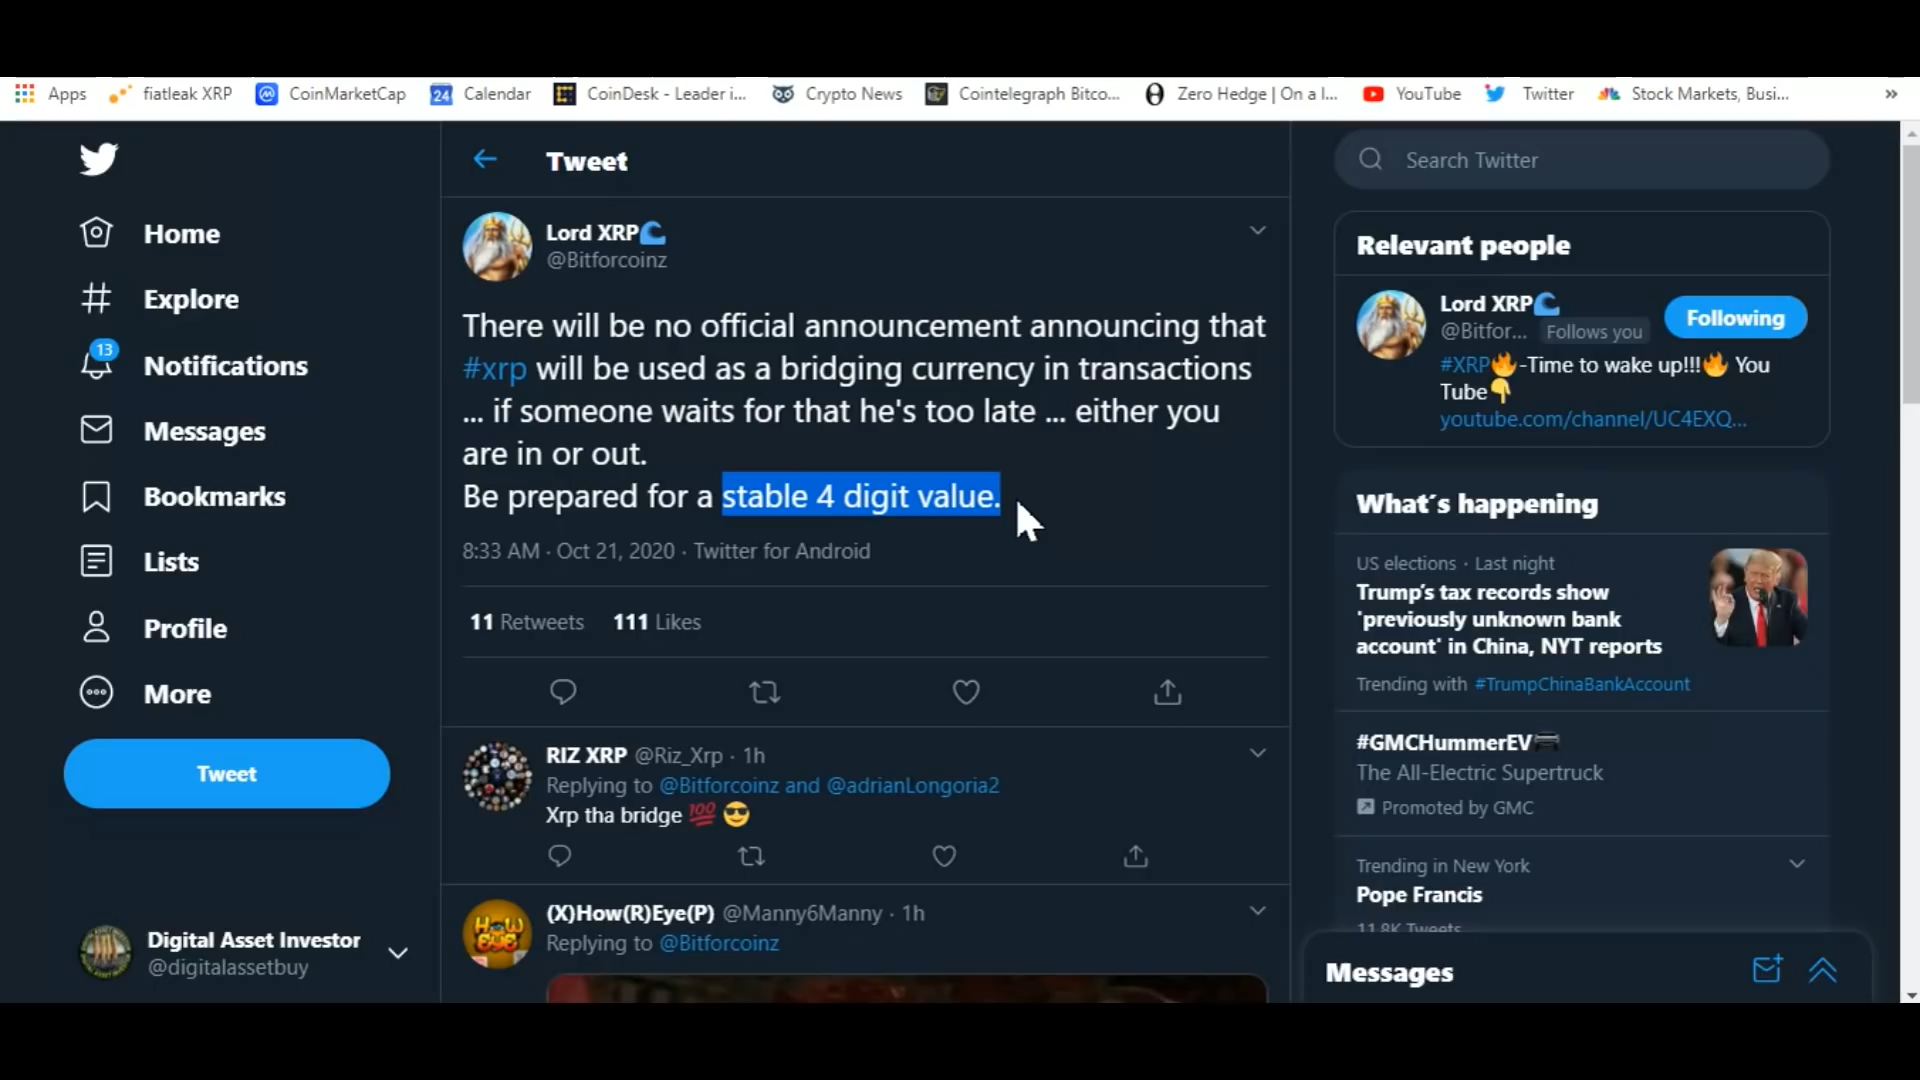 Apps fiatleak XRP CoinMarketCap 24 Calendar CoinDesk - Leader i... Crypto News Cointelegraph Bitco... Zero Hedge | On a l... YouTube Twitter Stock Markets, Busi... »
Home
Explore
13
Notifications
Messages
Bookmarks
Lists
Profile
More
Tweet
Digital Asset Investor
@digitalassetbuy
Tweet
Lord XRP🌊
@Bitforcoinz
There will be no official announcement announcing that
#xrp will be used as a bridging currency in transactions
... if someone waits for that he's too late ... either you
are in or out.
Be prepared for a stable 4 digit value.
8:33 AM · Oct 21, 2020 · Twitter for Android
11 Retweets 111 Likes
RIZ XRP @Riz_Xrp · 1h
Replying to @Bitforcoinz and @adrianLongoria2
Xrp tha bridge 💯 😎
(X)How(R)Eye(P) @Manny6Manny · 1h
Replying to @Bitforcoinz
HOW
EYE
Search Twitter
Relevant people
Lord XRP🌊
@Bitfor... Follows you
Following
#XRP🔥-Time to wake up!!!🔥 You
Tube👇
youtube.com/channel/UC4EXQ...
What´s happening
US elections · Last night
Trump's tax records show
'previously unknown bank
account' in China, NYT reports
Trending with #TrumpChinaBankAccount
#GMCHummerEV
The All-Electric Supertruck
Promoted by GMC
Trending in New York
Pope Francis
11.8K Tweets
Messages